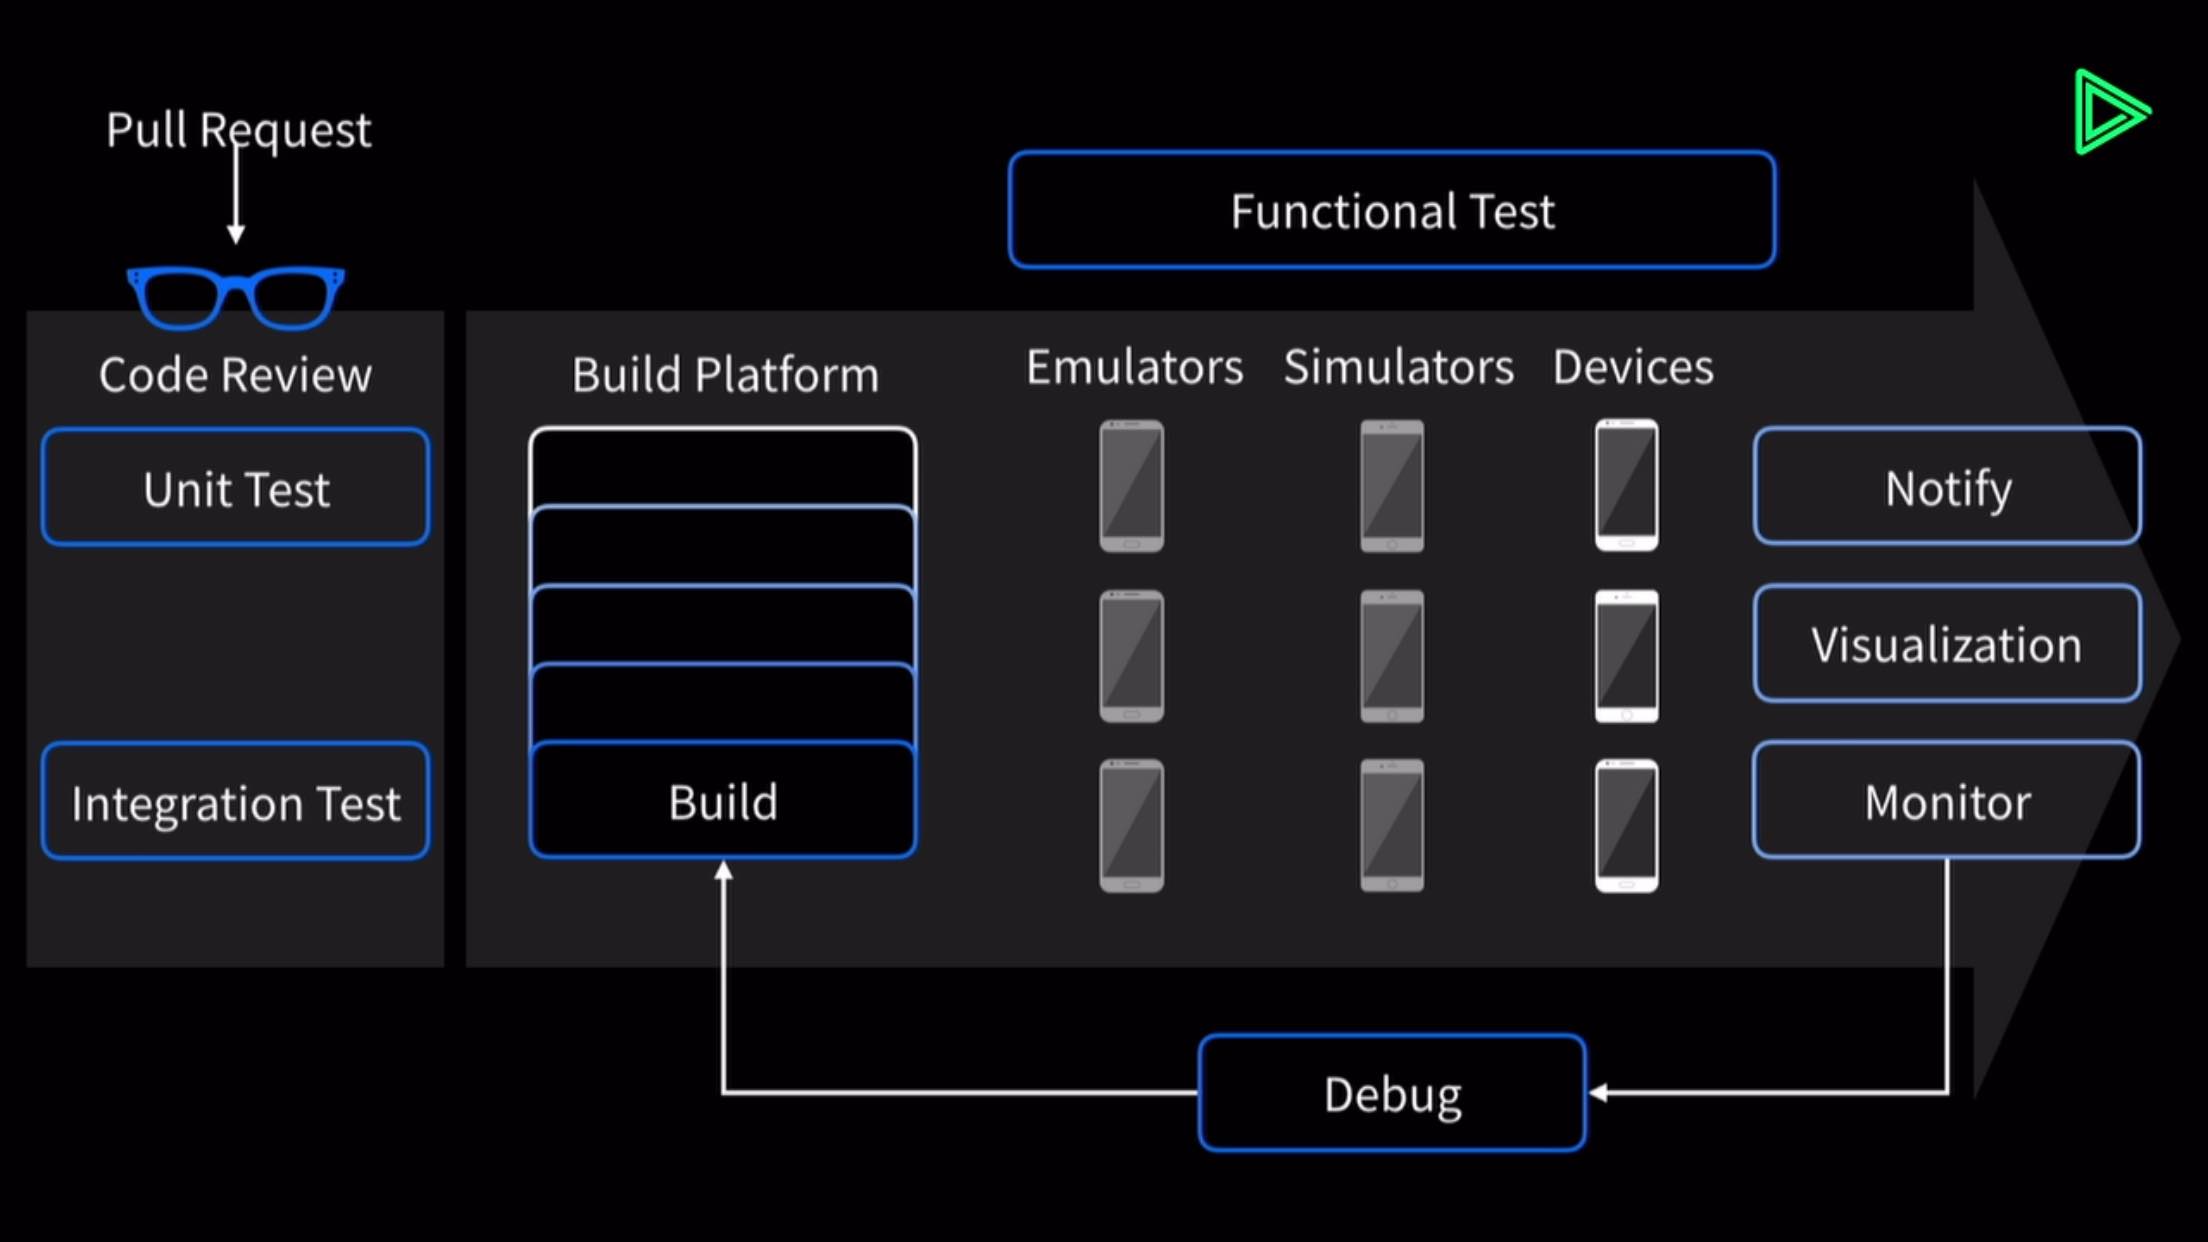 Pull Request
Functional Test
Code Review
Build Platform
Emulators
Simulators
Devices
Unit Test
Notify
Visualization
Integration Test
Build
Monitor
Debug